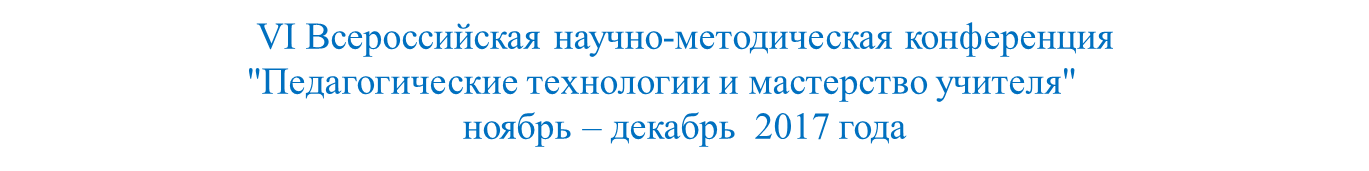 VI Всероссийская научно-методическая конференция
"Педагогические технологии и мастерство учителя"
ноябрь – декабрь 2017 года